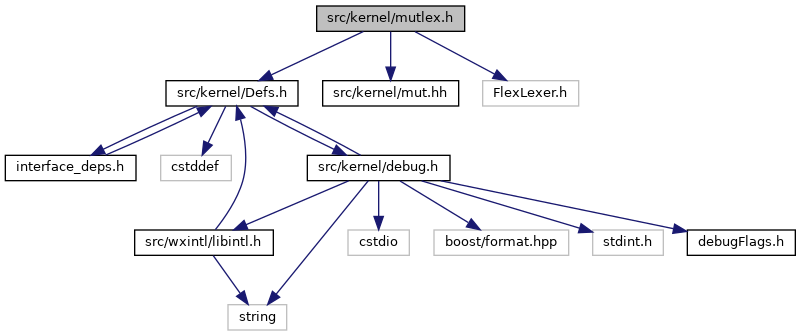 src/kernel/mutlex.h
src/kernel/Defs.h
src/kernel/mut.hh
FlexLexer.h
interface_deps.h
cstddef
src/kernel/debug.h
src/wxintl/libintl.h
cstdio
boost/format.hpp
stdint.h
debugFlags.h
string